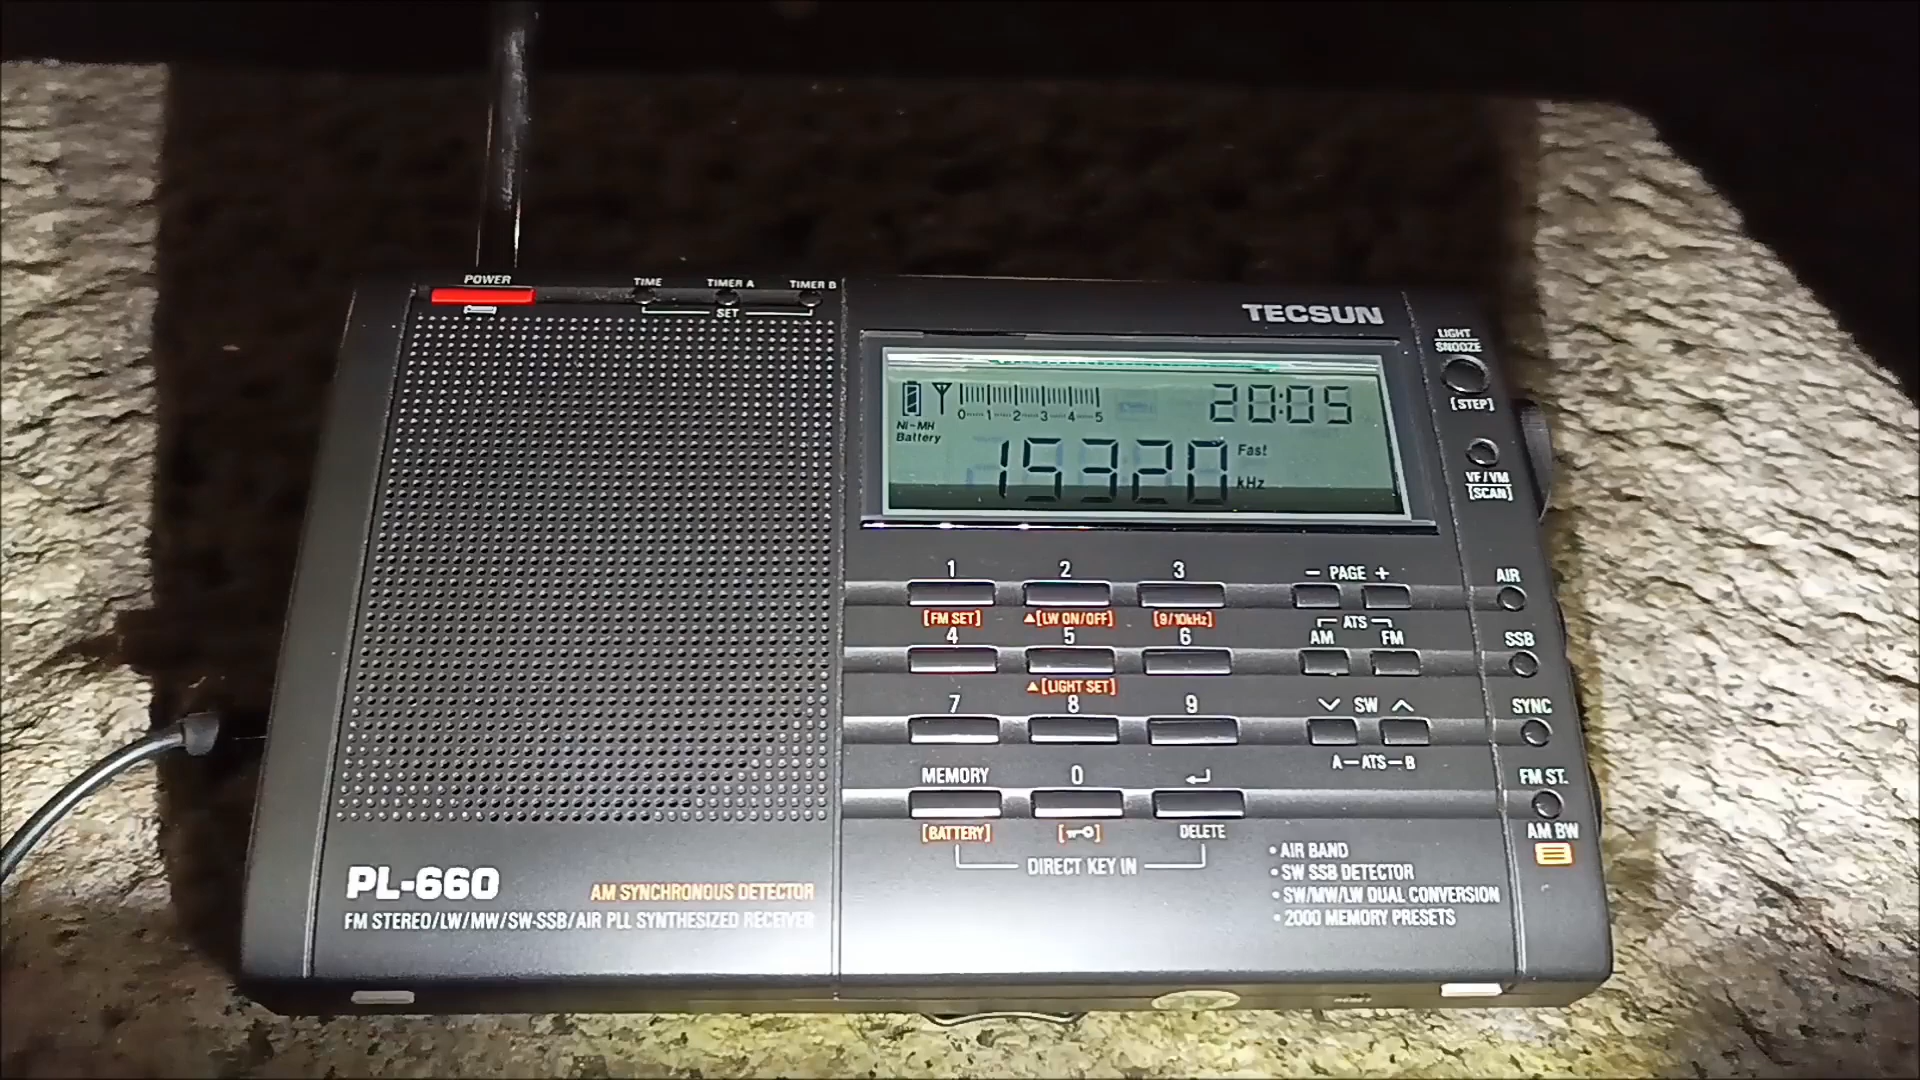 POWER
TIME TIMER A TIMER B
SET
TECSUN
LIGHT
SNOOZE
[STEP]
20:05
0 1 2 3 4 5
Ni-MH
Battery
15320 Fast
kHz
VF/VM
[SCAN]
1 2 3 - PAGE +
AIR
[FM SET] ▲[LW ON/OFF] [9/10kHz]
ATS
4 5 6 AM FM
SSB
▲[LIGHT SET]
7 8 9 SW
SYNC
A-ATS-B
MEMORY 0 ↵
FM ST.
[BATTERY] DELETE
AM BW
DIRECT KEY IN
• AIR BAND
• SW SSB DETECTOR
• SW/MW/LW DUAL CONVERSION
• 2000 MEMORY PRESETS
PL-660
AM SYNCHRONOUS DETECTOR
FM STEREO/LW/MW/SW-SSB/AIR PLL SYNTHESIZED RECEIVER
RESET